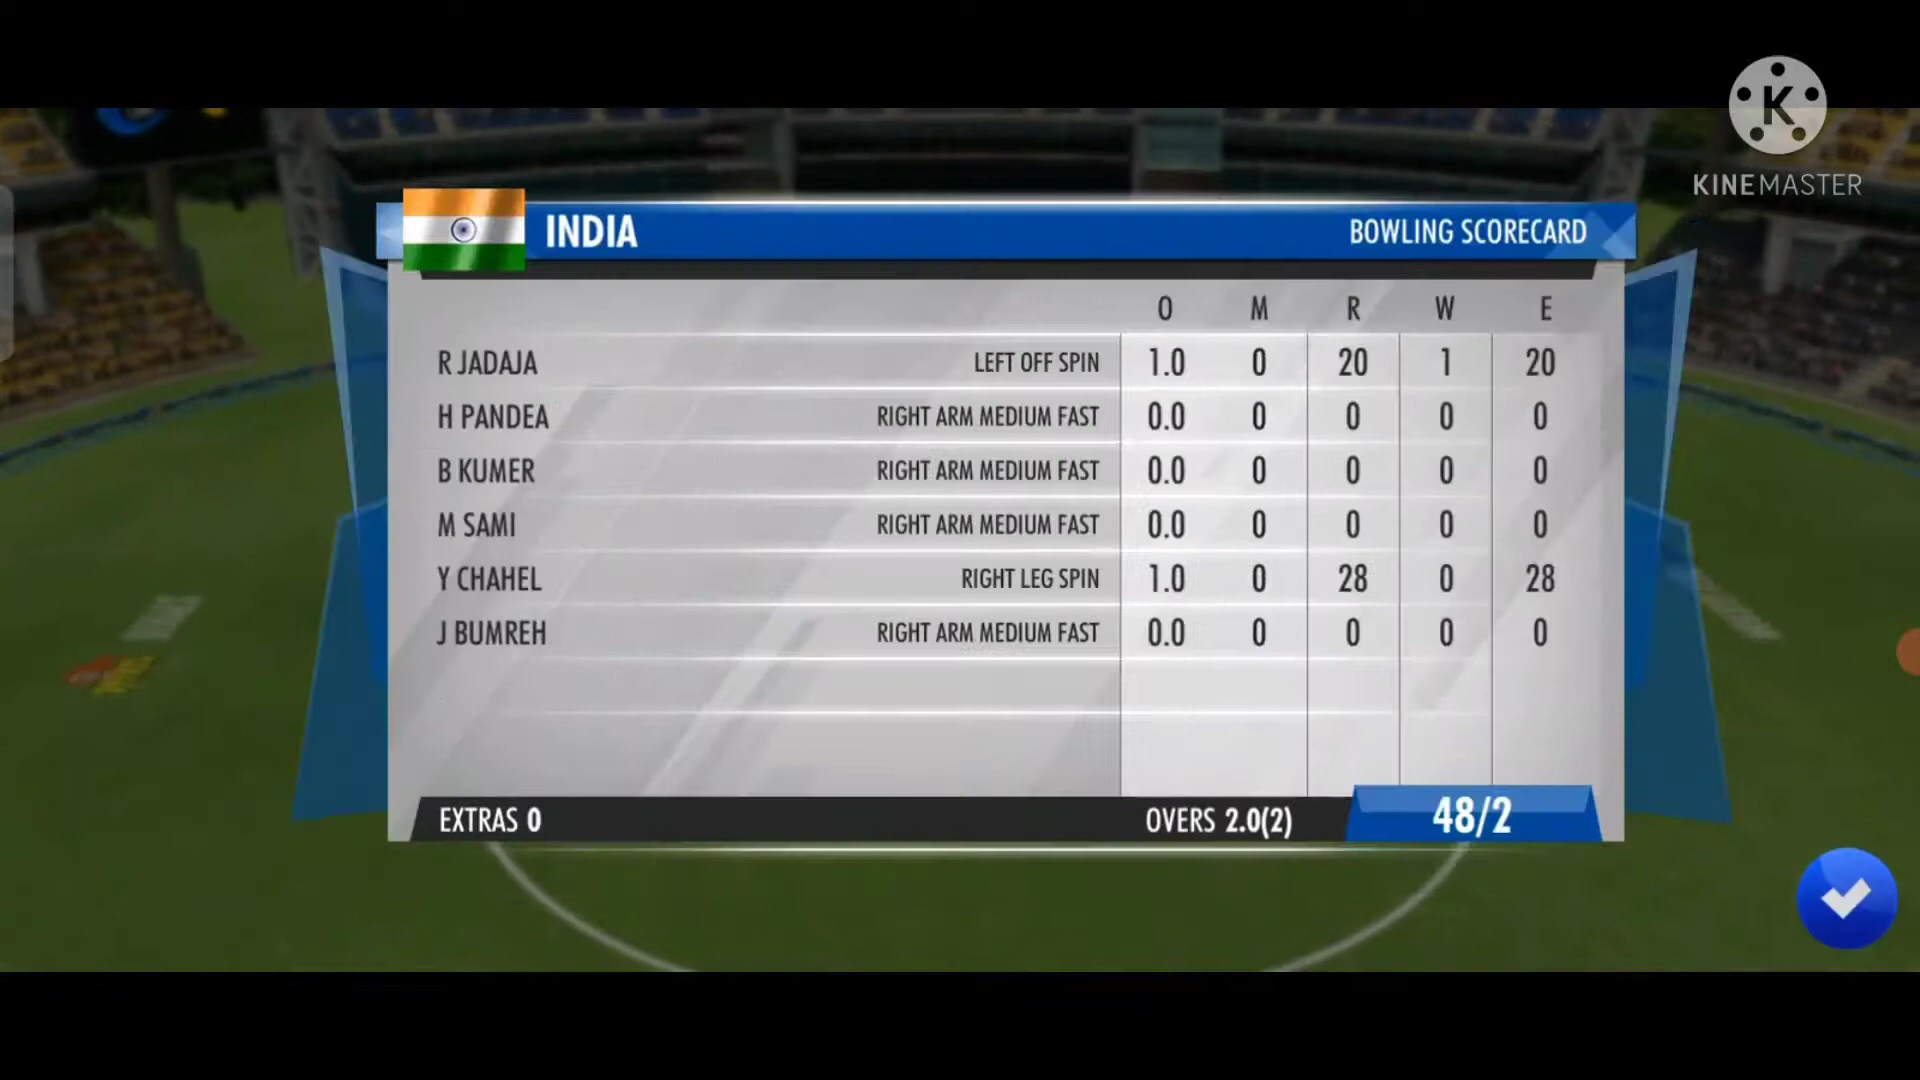 K
KINEMASTER
INDIA BOWLING SCORECARD
O M R W E
R JADAJA LEFT OFF SPIN 1.0 0 20 1 20
H PANDEA RIGHT ARM MEDIUM FAST 0.0 0 0 0 0
B KUMER RIGHT ARM MEDIUM FAST 0.0 0 0 0 0
M SAMI RIGHT ARM MEDIUM FAST 0.0 0 0 0 0
Y CHAHEL RIGHT LEG SPIN 1.0 0 28 0 28
J BUMREH RIGHT ARM MEDIUM FAST 0.0 0 0 0 0
EXTRAS 0 OVERS 2.0(2) 48/2